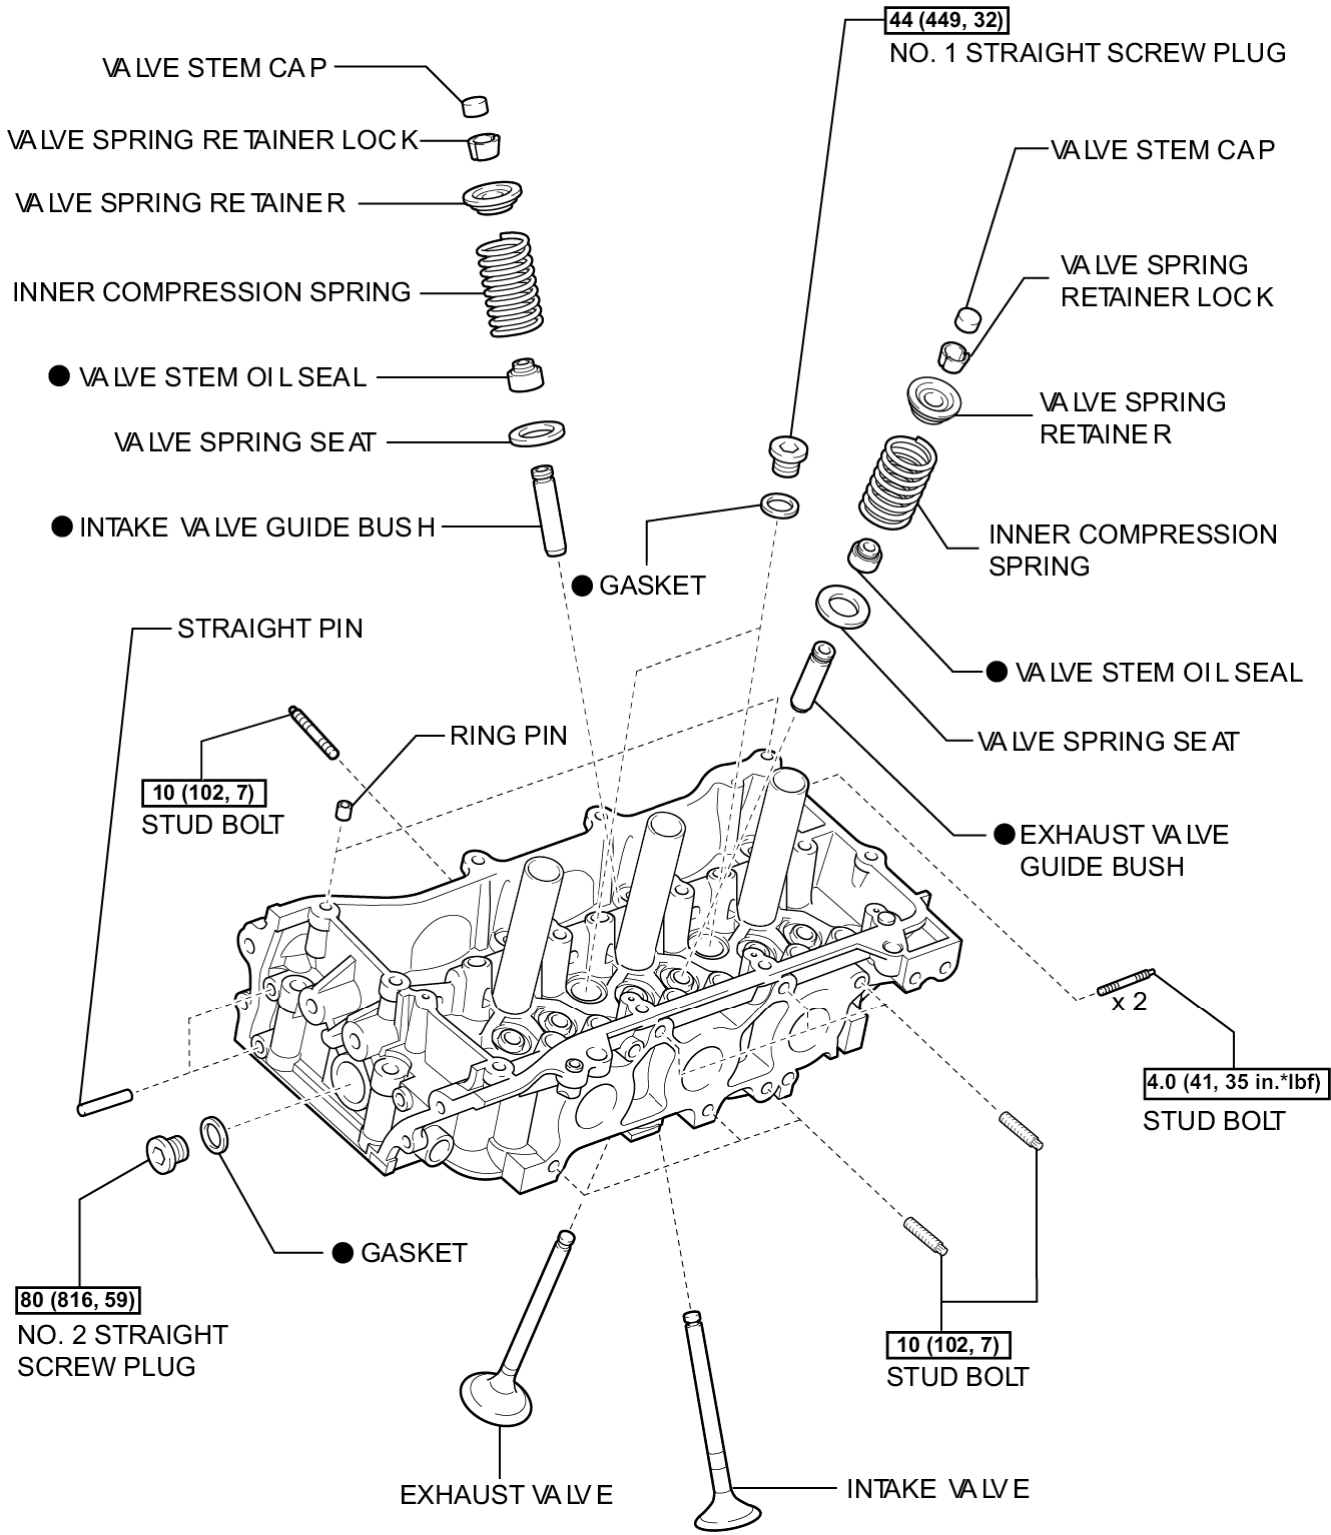 44 (449, 32)
NO. 1 STRAIGHT SCREW PLUG
VALVE STEM CAP
VALVE SPRING RETAINER LOCK
VALVE SPRING RETAINER
INNER COMPRESSION SPRING
● VALVE STEM OIL SEAL
VALVE SPRING SEAT
● INTAKE VALVE GUIDE BUSH
● GASKET
VALVE STEM CAP
VALVE SPRING
RETAINER LOCK
VALVE SPRING
RETAINER
INNER COMPRESSION
SPRING
● VALVE STEM OIL SEAL
VALVE SPRING SEAT
● EXHAUST VALVE
GUIDE BUSH
STRAIGHT PIN
RING PIN
10 (102, 7)
STUD BOLT
x 2
4.0 (41, 35 in.*lbf)
STUD BOLT
● GASKET
80 (816, 59)
NO. 2 STRAIGHT
SCREW PLUG
10 (102, 7)
STUD BOLT
EXHAUST VALVE
INTAKE VALVE